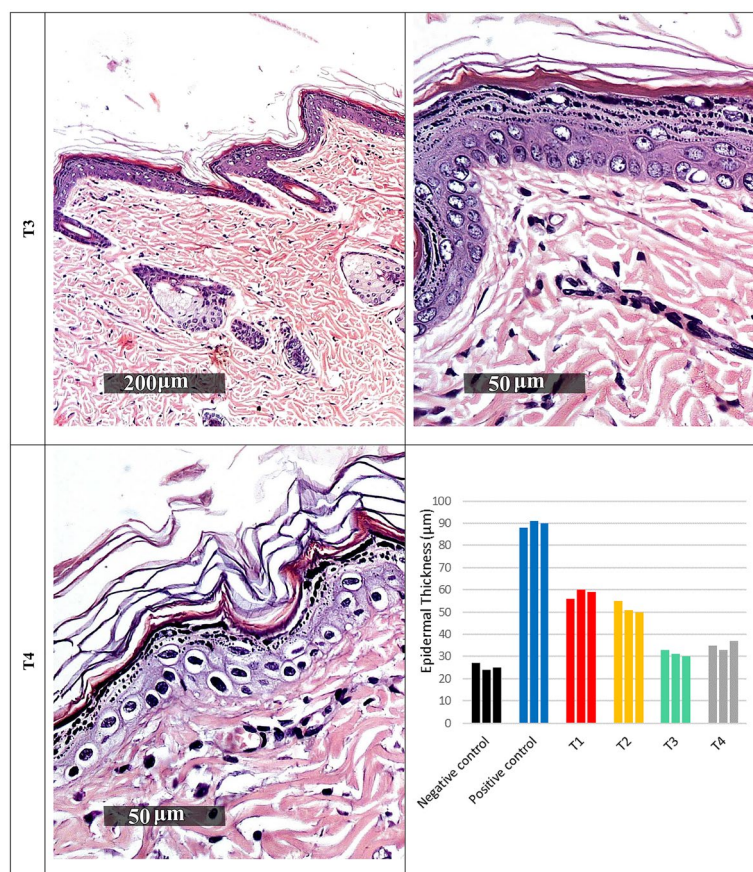 T3
200µm
50 µm
T4
50 µm
Epidermal Thickness (µm)
100
90
80
70
60
50
40
30
20
10
0
Negative control
Positive control
T1
T2
T3
T4